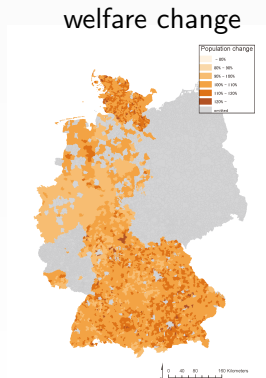 welfare change
Population change
- 80%
80% - 90%
90% - 100%
100% - 110%
110% - 120%
120% -
omitted
0 40 80 160 Kilometers